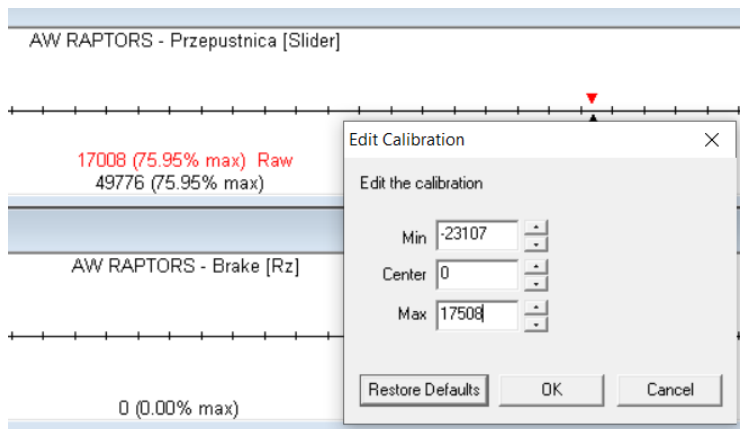 AW RAPTORS - Przepustnica [Slider]
17008 (75.95% max) Raw
49776 (75.95% max)
AW RAPTORS - Brake [Rz]
0 (0.00% max)
Edit Calibration
Edit the calibration
Min -23107
Center 0
Max 17508
Restore Defaults OK Cancel